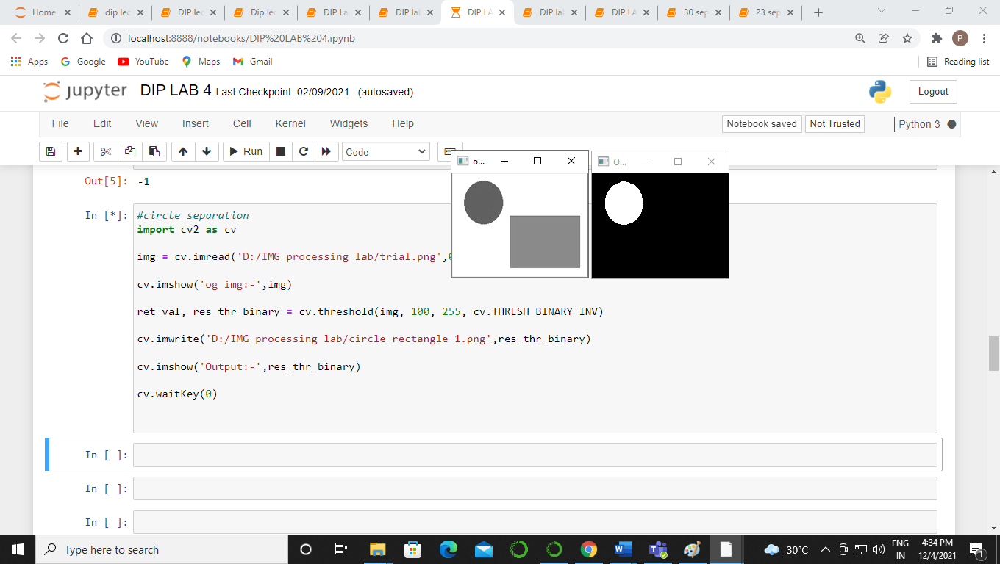 Home
dip lec
DIP lec
Dip lec
DIP La
DIP lal
DIP LA
DIP lal
DIP LA
30 sep
23 sep
localhost:8888/notebooks/DIP%20LAB%204.ipynb
P
Apps
Google
YouTube
Maps
Gmail
Reading list
jupyter
DIP LAB 4 Last Checkpoint: 02/09/2021 (autosaved)
Logout
File
Edit
View
Insert
Cell
Kernel
Widgets
Help
Notebook saved
Not Trusted
Python 3
Run
Code
o...
O...
Out[5]: -1
In [*]: #circle separation
import cv2 as cv
img = cv.imread('D:/IMG processing lab/trial.png',
cv.imshow('og img:-',img)
ret_val, res_thr_binary = cv.threshold(img, 100, 255, cv.THRESH_BINARY_INV)
cv.imwrite('D:/IMG processing lab/circle rectangle 1.png',res_thr_binary)
cv.imshow('Output:-',res_thr_binary)
cv.waitKey(0)
In [ ]:
In [ ]:
In [ ]:
Type here to search
30°C
ENG
IN
4:34 PM
12/4/2021
1